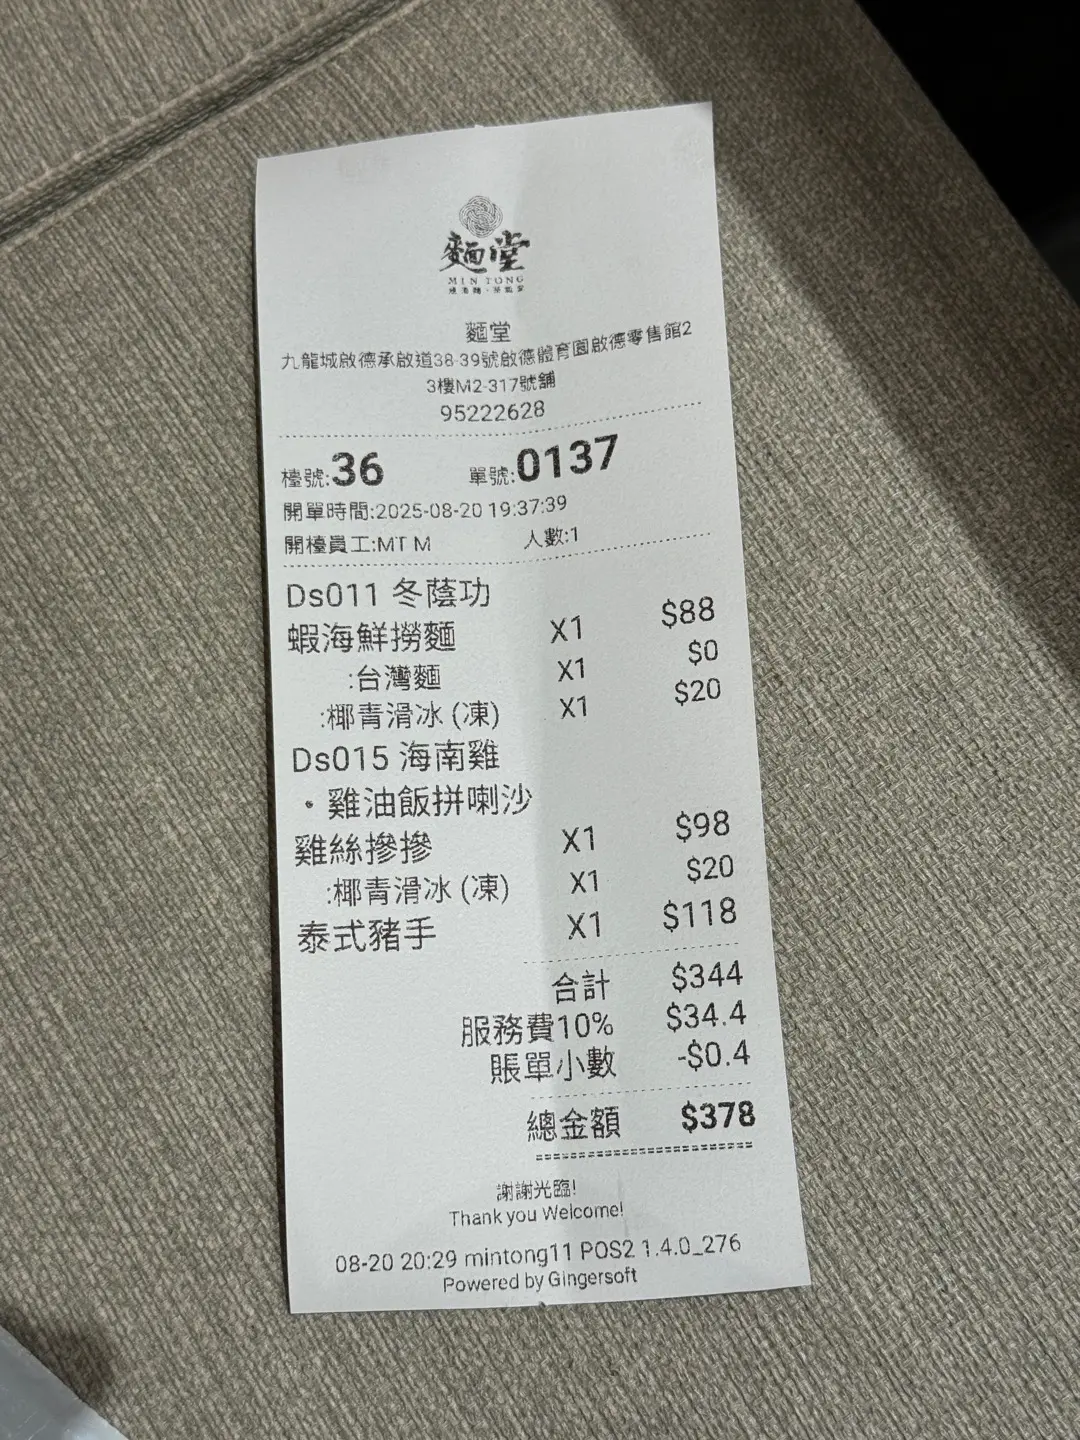 麵堂
MIN TONG
麵堂
九龍城啟德承啟道38-39號啟德體育園啟德零售館2
3樓M2-317號舖
95222628
檯號:36 單號:0137
開單時間:2025-08-20 19:37:39
開檯員工:MT M 人數:1
Ds011 冬蔭功
蝦海鮮撈麵 X1 $88
:台灣麵 X1 $0
:椰青滑冰 (凍) X1 $20
Ds015 海南雞
・雞油飯拼喇沙
雞絲摻摻 X1 $98
:椰青滑冰 (凍) X1 $20
泰式豬手 X1 $118
合計 $344
服務費10% $34.4
賬單小數 -$0.4
總金額 $378
謝謝光臨!
Thank you Welcome!
08-20 20:29 mintong11 POS2 1.4.0_276
Powered by Gingersoft